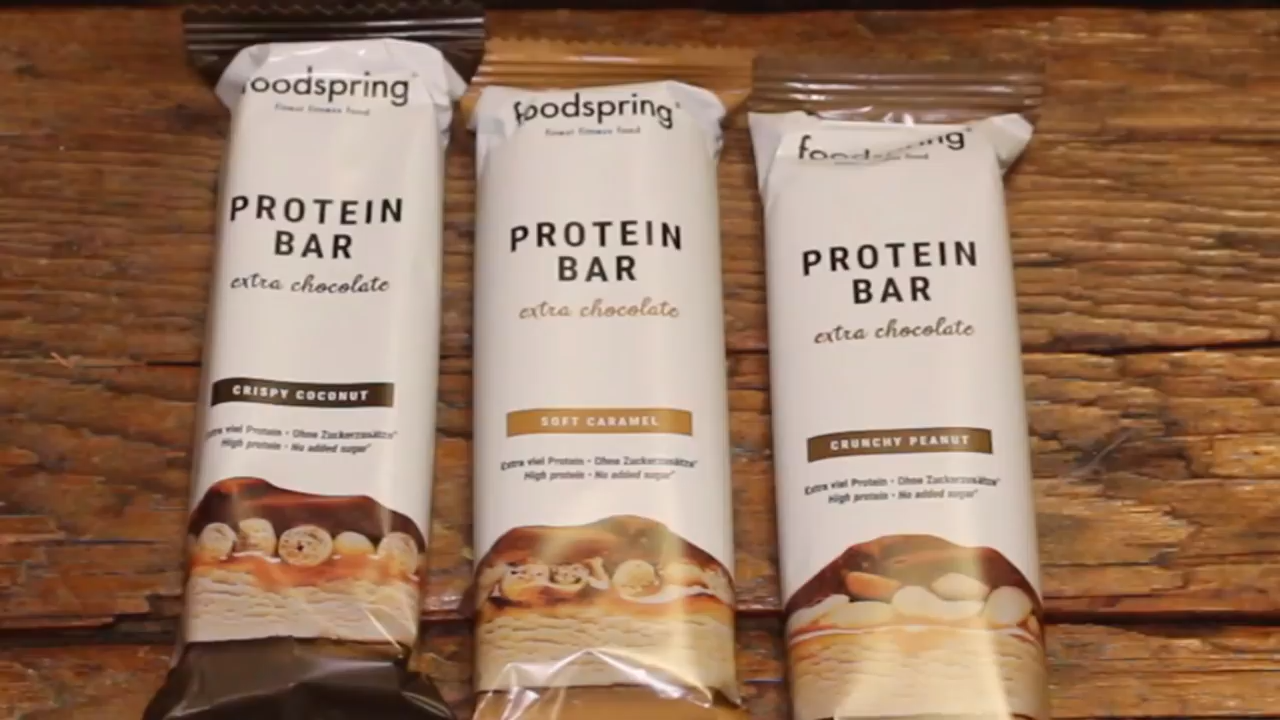 foodspring
finest fitness food
PROTEIN
BAR
extra chocolate
CRISPY COCONUT
Extra viel Protein • Ohne Zuckerzusätze*
High protein • No added sugar*
foodspring
finest fitness food
PROTEIN
BAR
extra chocolate
SOFT CARAMEL
Extra viel Protein • Ohne Zuckerzusätze*
High protein • No added sugar*
foodspring
food
PROTEIN
BAR
extra chocolate
CRUNCHY PEANUT
Extra viel Protein • Ohne Zuckerzusätze*
High protein • No added sugar*